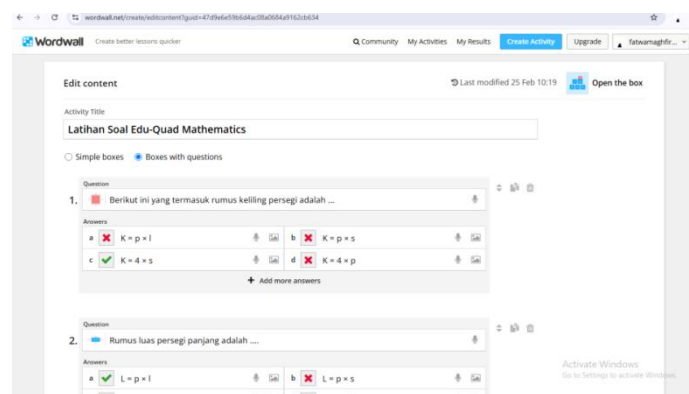 wordwall.net/create/editcontent?guid=47d9e6e59b6d4ac08a0684a9162cb634
Wordwall Create better lessons quicker Community My Activities My Results Create Activity Upgrade fatwamaghfir...
Edit content Last modified 25 Feb 10:19 Open the box
Activity Title
Latihan Soal Edu-Quad Mathematics
Simple boxes Boxes with questions
Question
1. Berikut ini yang termasuk rumus keliling persegi adalah ...
Answers
a K = p × l b K = p × s
c K = 4 × s d K = 4 × p
+ Add more answers
Question
2. Rumus luas persegi panjang adalah ....
Answers
a L = p × l b L = p × s
Activate Windows
Go to Settings to activate Windows.